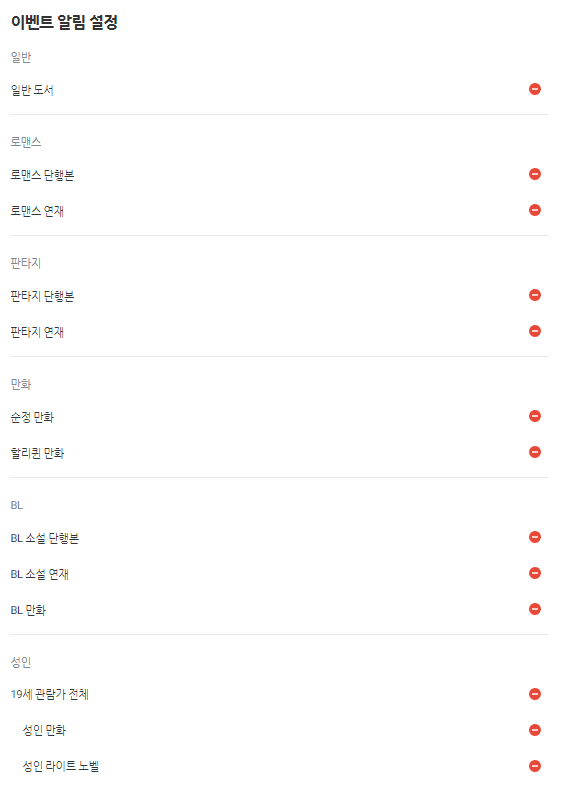 이벤트 알림 설정
일반
일반 도서
로맨스
로맨스 단행본
로맨스 연재
판타지
판타지 단행본
판타지 연재
만화
순정 만화
할리퀸 만화
BL
BL 소설 단행본
BL 소설 연재
BL 만화
성인
19세 관람가 전체
성인 만화
성인 라이트 노벨